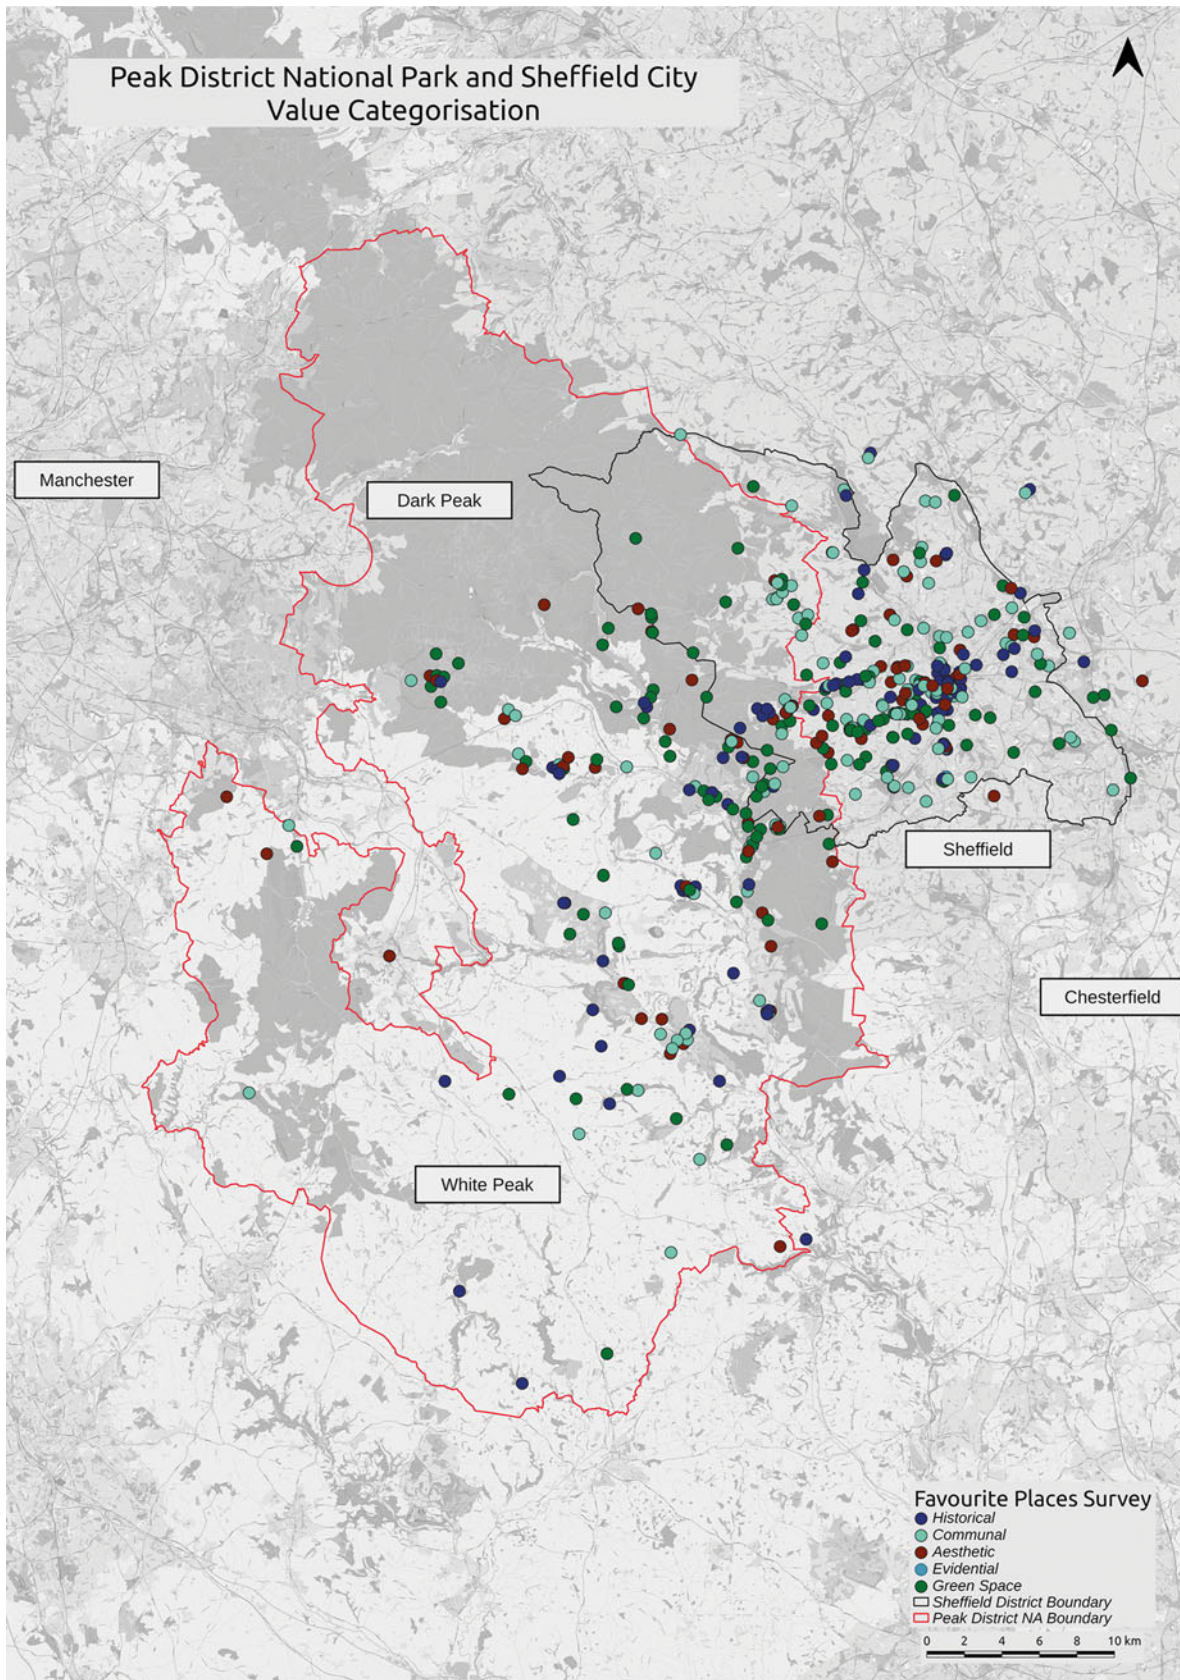 Peak District National Park and Sheffield City
Value Categorisation
Manchester
Dark Peak
Sheffield
Chesterfield
White Peak
Favourite Places Survey
Historical
Communal
Aesthetic
Evidential
Green Space
Sheffield District Boundary
Peak District NA Boundary
0 2 4 6 8 10 km